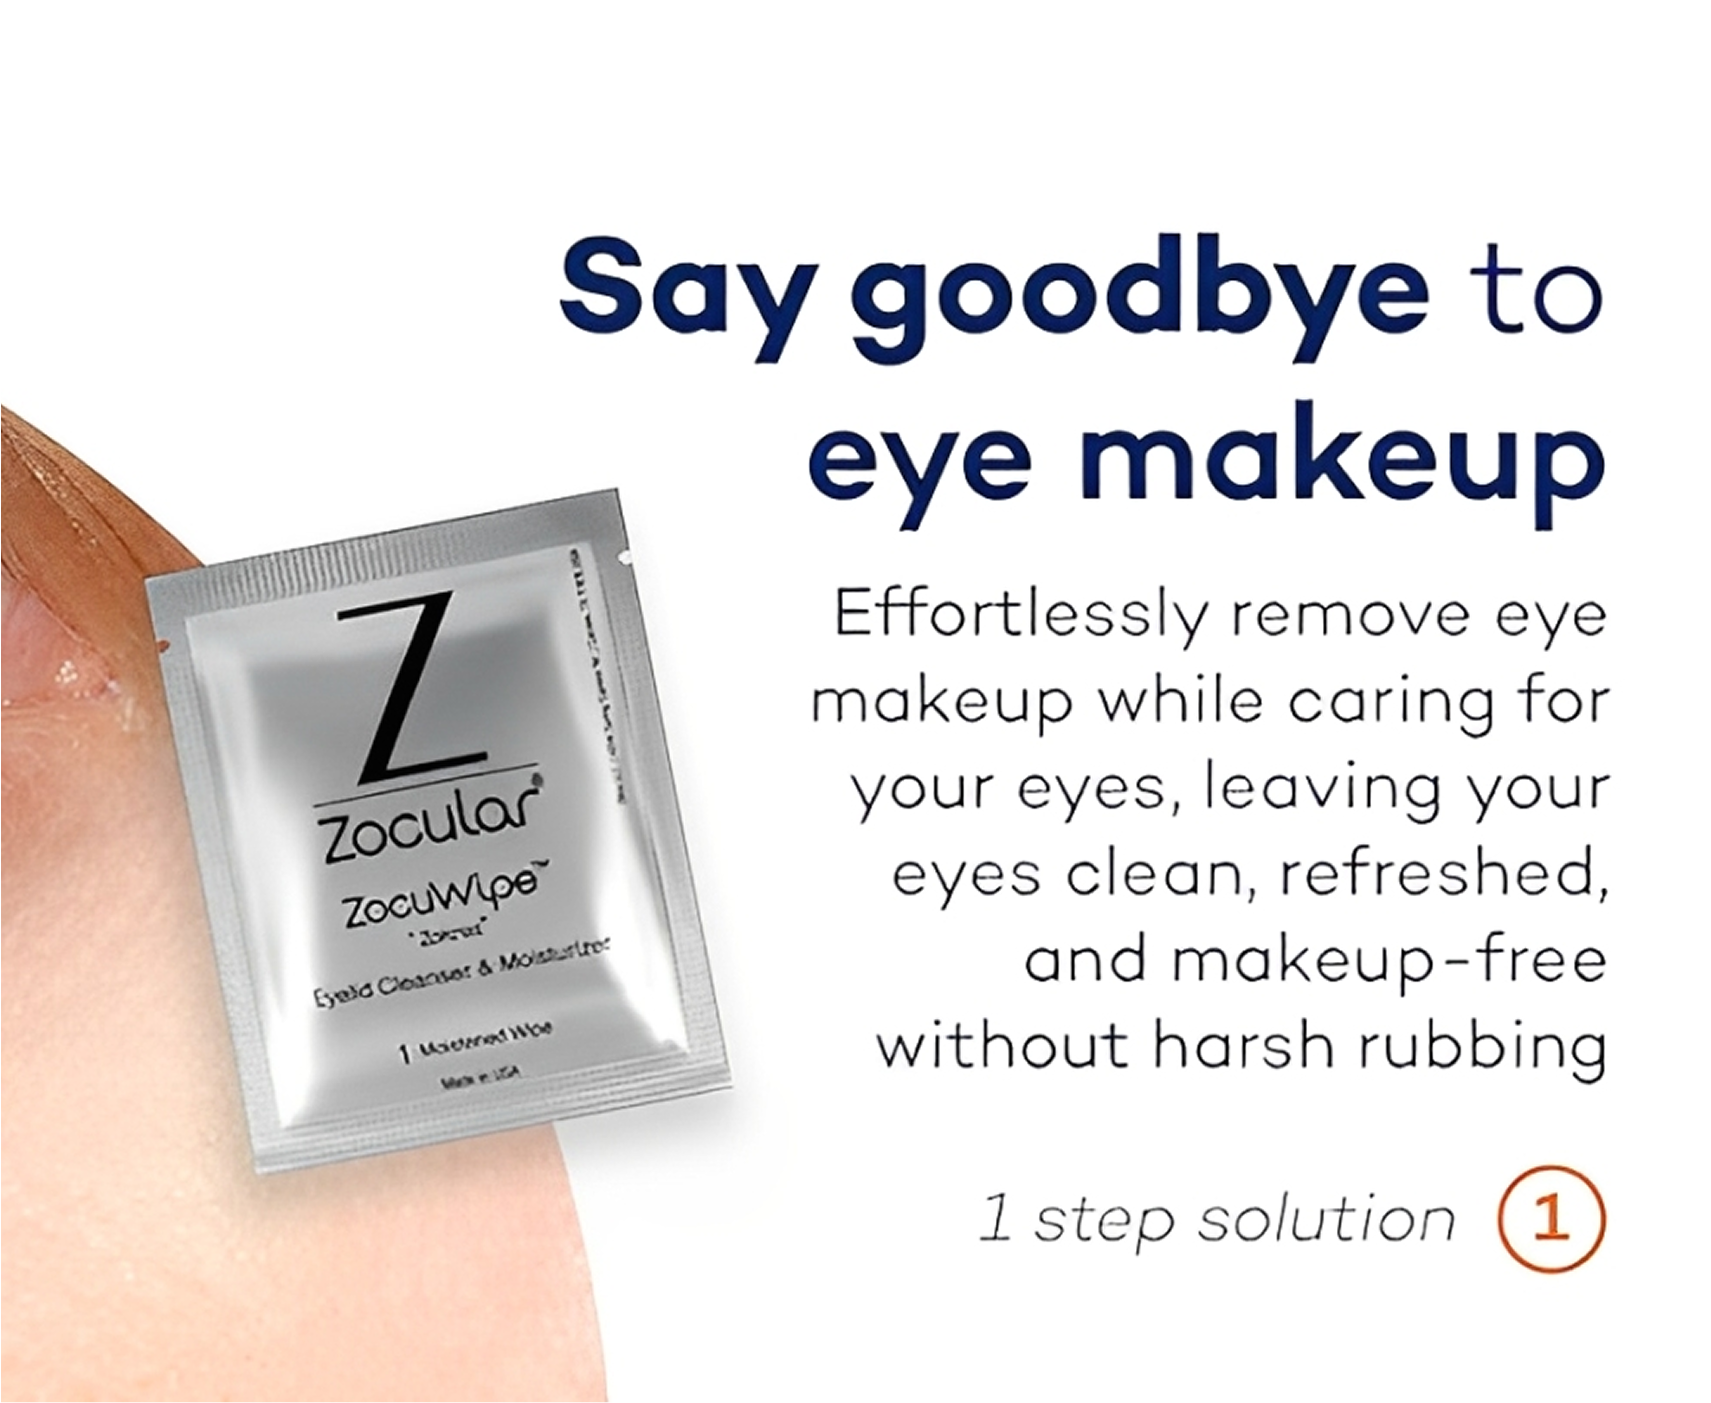 Say goodbye to
eye makeup
Effortlessly remove eye
makeup while caring for
your eyes, leaving your
eyes clean, refreshed,
and makeup-free
without harsh rubbing
1 step solution 1
Z
Zocular®
ZocuWipe™
Eyelid Cleanser & Moisturizer
1 Moistened Wipe
Made in USA